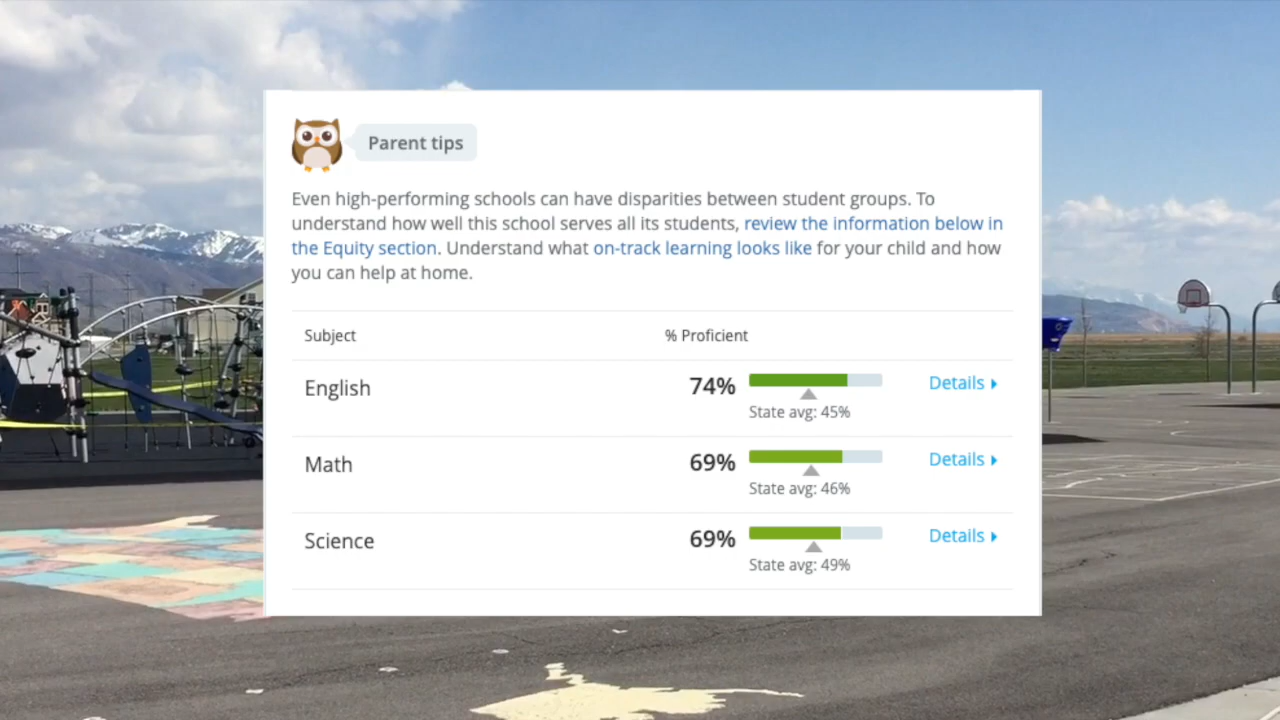 Parent tips
Even high-performing schools can have disparities between student groups. To
understand how well this school serves all its students, review the information below in
the Equity section. Understand what on-track learning looks like for your child and how
you can help at home.
Subject % Proficient
English 74% Details
State avg: 45%
Math 69% Details
State avg: 46%
Science 69% Details
State avg: 49%